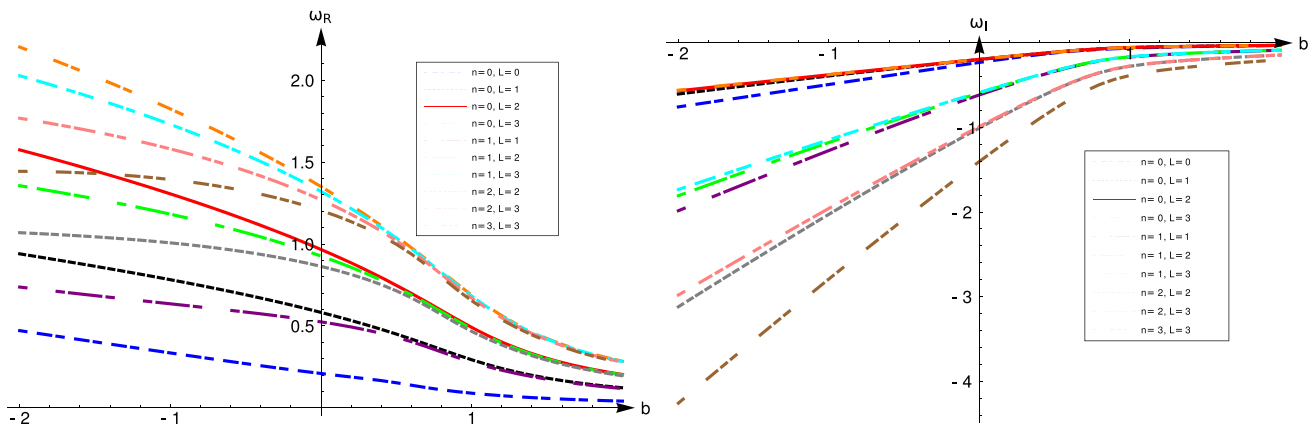 ω_R
2.0
1.5
1.0
0.5
-2
-1
1
b
n=0, L=0
n=0, L=1
n=0, L=2
n=0, L=3
n=1, L=1
n=1, L=2
n=1, L=3
n=2, L=2
n=2, L=3
n=3, L=3
ω_I
-2
-1
1
b
-1
-2
-3
-4
n=0, L=0
n=0, L=1
n=0, L=2
n=0, L=3
n=1, L=1
n=1, L=2
n=1, L=3
n=2, L=2
n=2, L=3
n=3, L=3